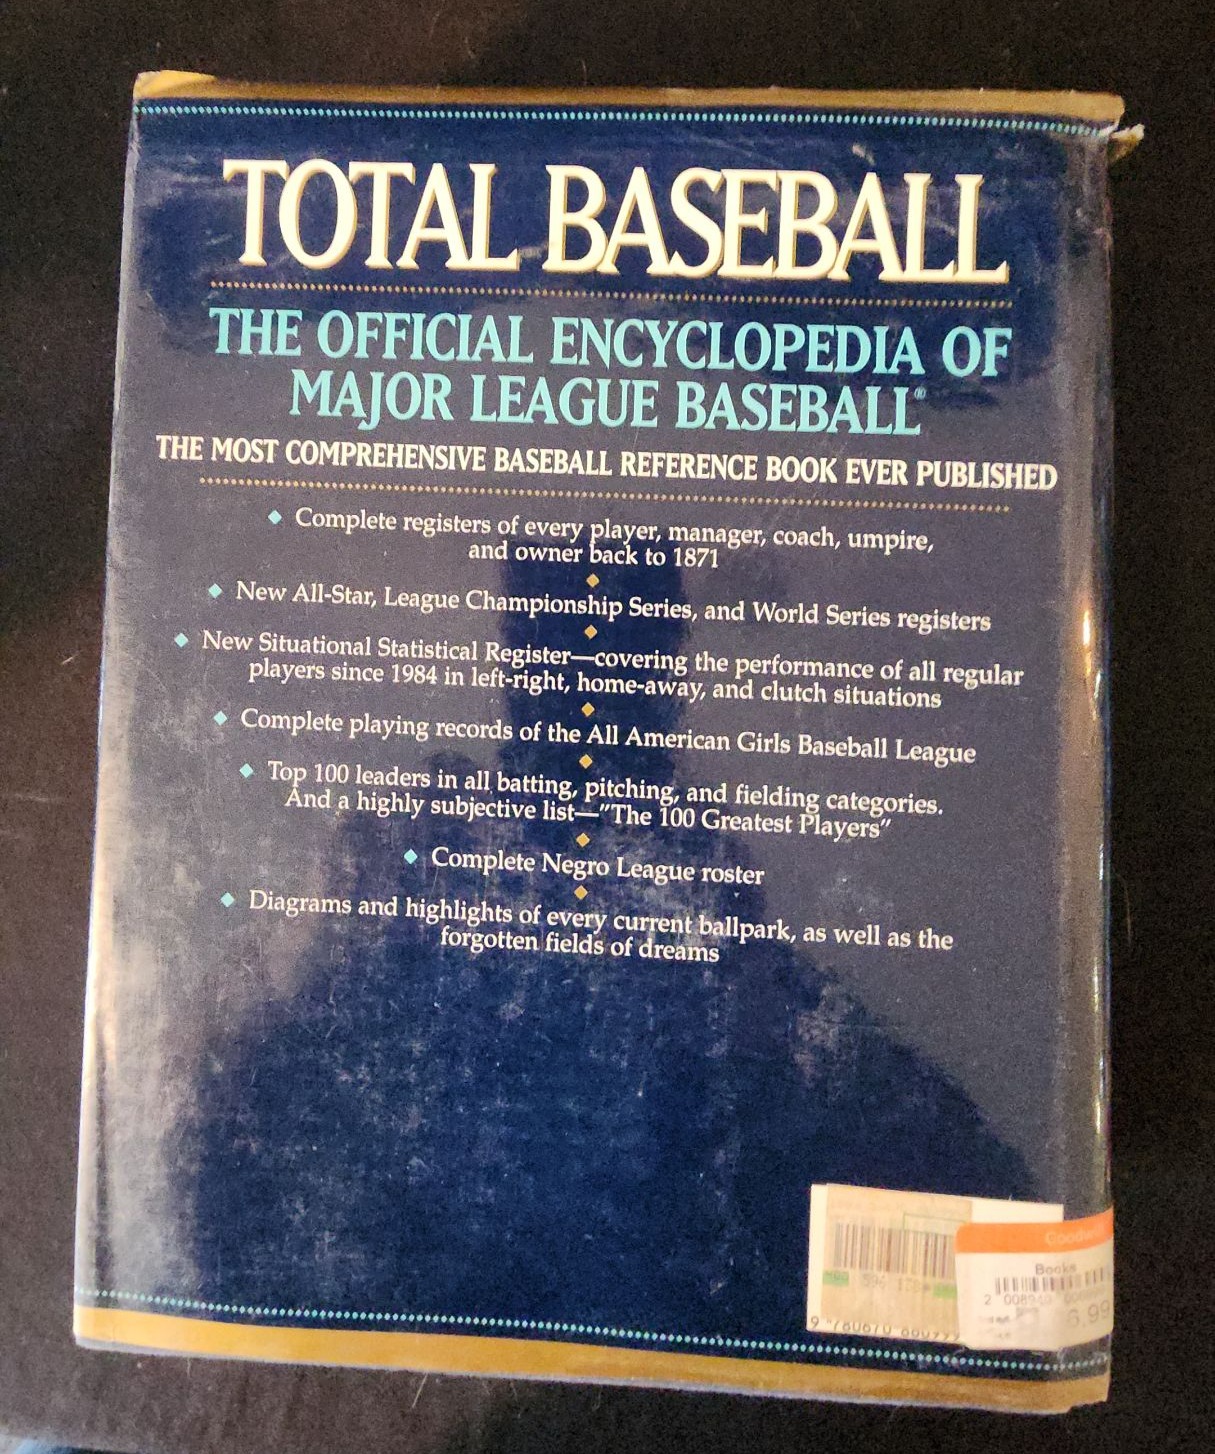 TOTAL BASEBALL
THE OFFICIAL ENCYCLOPEDIA OF
MAJOR LEAGUE BASEBALL®
THE MOST COMPREHENSIVE BASEBALL REFERENCE BOOK EVER PUBLISHED
Complete registers of every player, manager, coach, umpire,
and owner back to 1871
New All-Star, League Championship Series, and World Series registers
New Situational Statistical Register—covering the performance of all regular
players since 1984 in left-right, home-away, and clutch situations
Complete playing records of the All American Girls Baseball League
Top 100 leaders in all batting, pitching, and fielding categories.
And a highly subjective list—"The 100 Greatest Players"
Complete Negro League roster
Diagrams and highlights of every current ballpark, as well as the
forgotten fields of dreams
Books
6.99